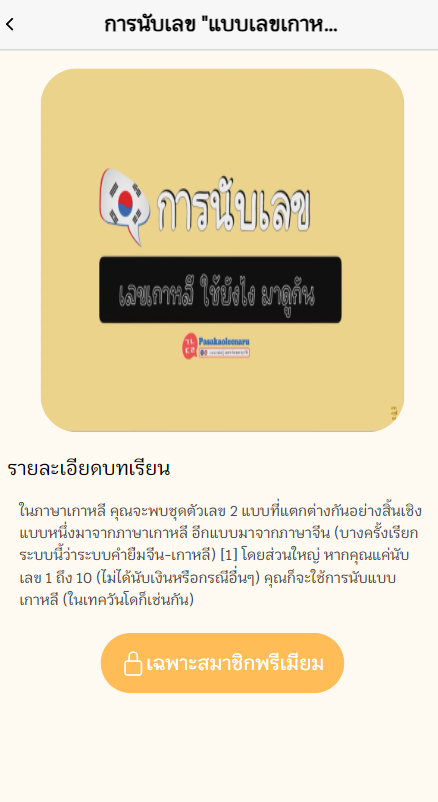 การนับเลข "แบบเลขเกาห...
การนับเลข
เลขเกาหลี ใช้ยังไง มาดูกัน
Pasakaoleenaru
รายละเอียดบทเรียน
ในภาษาเกาหลี คุณจะพบชุดตัวเลข 2 แบบที่แตกต่างกันอย่างสิ้นเชิง
แบบหนึ่งมาจากภาษาเกาหลี อีกแบบมาจากภาษาจีน (บางครั้งเรียก
ระบบนี้ว่าระบบคำยืมจีน-เกาหลี) [1] โดยส่วนใหญ่ หากคุณแค่นับ
เลข 1 ถึง 10 (ไม่ได้นับเงินหรือกรณีอื่นๆ) คุณก็จะใช้การนับแบบ
เกาหลี (ในเทควันโดก็เช่นกัน)
เฉพาะสมาชิกพรีเมียม